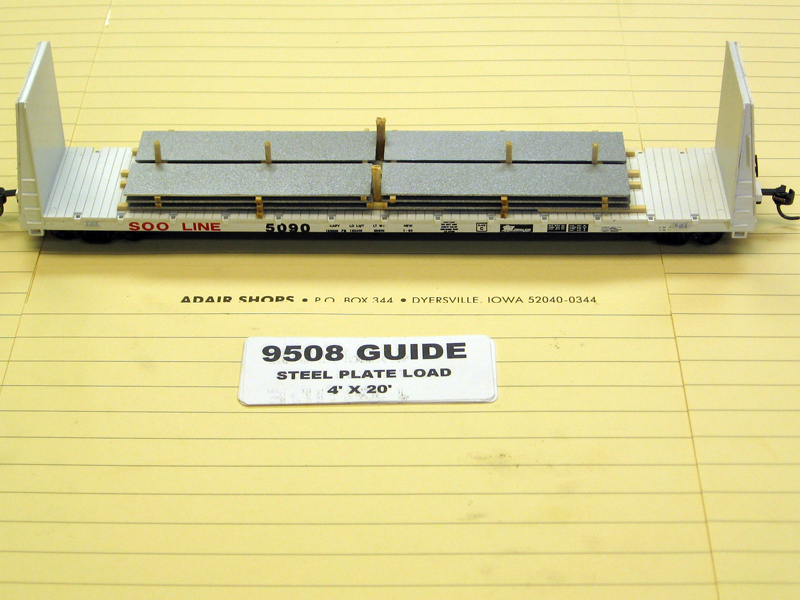 SOO LINE 5090
ADAIR SHOPS • P.O. BOX 344 • DYERSVILLE, IOWA 52040-0344
9508 GUIDE
STEEL PLATE LOAD
4' X 20'